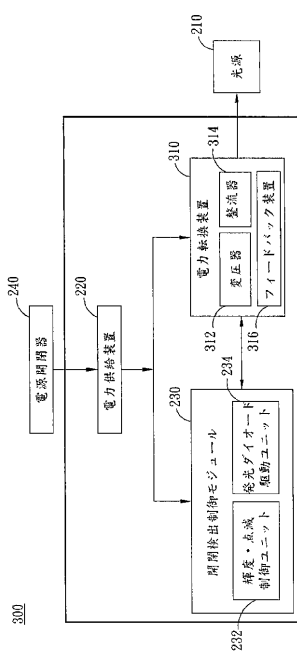 300
240
電源開閉器
220
電力供給装置
230
開閉検出制御モジュール
輝度・点滅
制御ユニット
232
発光ダイオード
駆動ユニット
234
310
電力転換装置
変圧器
312
整流器
314
フィードバック装置
316
210
光源